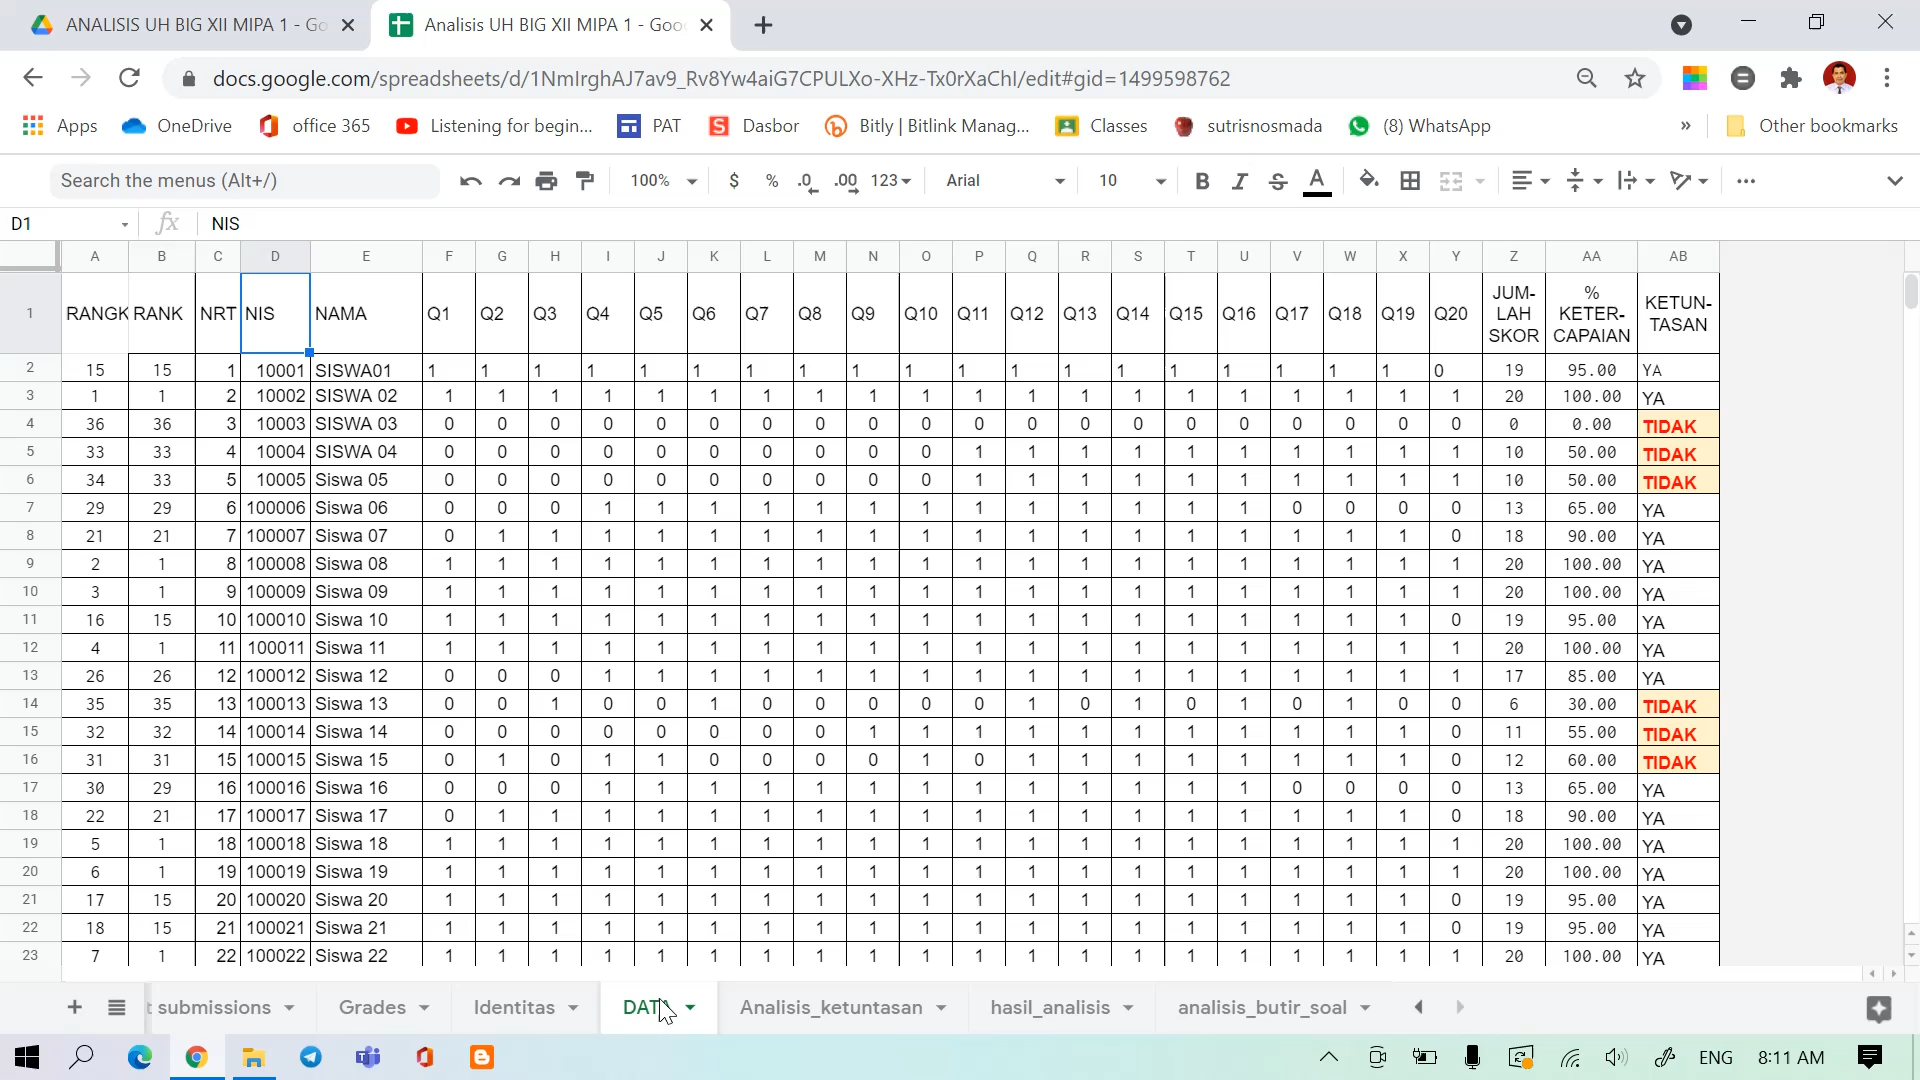 ANALISIS UH BIG XII MIPA 1 - Go
Analisis UH BIG XII MIPA 1 - Goo
docs.google.com/spreadsheets/d/1NmIrghAJ7av9_Rv8Yw4aiG7CPULXo-XHz-Tx0rXaChI/edit#gid=1499598762
Apps OneDrive office 365 Listening for begin... PAT Dasbor Bitly | Bitlink Manag... Classes sutrisnosmada (8) WhatsApp » Other bookmarks
Search the menus (Alt+/) 100% $ % .0 .00 123 Arial 10 B I S A
D1 fx NIS
A B C D E F G H I J K L M N O P Q R S T U V W X Y Z AA AB
1 RANGK RANK NRT NIS NAMA Q1 Q2 Q3 Q4 Q5 Q6 Q7 Q8 Q9 Q10 Q11 Q12 Q13 Q14 Q15 Q16 Q17 Q18 Q19 Q20 JUM-LAH SKOR % KETER-CAPAIAN KETUN-TASAN
2 15 15 1 10001 SISWA01 1 1 1 1 1 1 1 1 1 1 1 1 1 1 1 1 1 1 1 0 19 95.00 YA
3 1 1 2 10002 SISWA 02 1 1 1 1 1 1 1 1 1 1 1 1 1 1 1 1 1 1 1 1 20 100.00 YA
4 36 36 3 10003 SISWA 03 0 0 0 0 0 0 0 0 0 0 0 0 0 0 0 0 0 0 0 0 0 0.00 TIDAK
5 33 33 4 10004 SISWA 04 0 0 0 0 0 0 0 0 0 0 1 1 1 1 1 1 1 1 1 1 10 50.00 TIDAK
6 34 33 5 10005 Siswa 05 0 0 0 0 0 0 0 0 0 0 1 1 1 1 1 1 1 1 1 1 10 50.00 TIDAK
7 29 29 6 100006 Siswa 06 0 0 0 1 1 1 1 1 1 1 1 1 1 1 1 1 0 0 0 0 13 65.00 YA
8 21 21 7 100007 Siswa 07 0 1 1 1 1 1 1 1 1 1 1 1 1 1 1 1 1 1 1 0 18 90.00 YA
9 2 1 8 100008 Siswa 08 1 1 1 1 1 1 1 1 1 1 1 1 1 1 1 1 1 1 1 1 20 100.00 YA
10 3 1 9 100009 Siswa 09 1 1 1 1 1 1 1 1 1 1 1 1 1 1 1 1 1 1 1 1 20 100.00 YA
11 16 15 10 100010 Siswa 10 1 1 1 1 1 1 1 1 1 1 1 1 1 1 1 1 1 1 1 0 19 95.00 YA
12 4 1 11 100011 Siswa 11 1 1 1 1 1 1 1 1 1 1 1 1 1 1 1 1 1 1 1 1 20 100.00 YA
13 26 26 12 100012 Siswa 12 0 0 0 1 1 1 1 1 1 1 1 1 1 1 1 1 1 1 1 1 17 85.00 YA
14 35 35 13 100013 Siswa 13 0 0 1 0 0 1 0 0 0 0 0 1 0 1 0 1 0 1 0 0 6 30.00 TIDAK
15 32 32 14 100014 Siswa 14 0 0 0 0 0 0 0 0 1 1 1 1 1 1 1 1 1 1 1 0 11 55.00 TIDAK
16 31 31 15 100015 Siswa 15 0 1 0 1 1 0 0 0 0 1 0 1 1 1 1 1 1 1 1 0 12 60.00 TIDAK
17 30 29 16 100016 Siswa 16 0 0 0 1 1 1 1 1 1 1 1 1 1 1 1 1 0 0 0 0 13 65.00 YA
18 22 21 17 100017 Siswa 17 0 1 1 1 1 1 1 1 1 1 1 1 1 1 1 1 1 1 1 0 18 90.00 YA
19 5 1 18 100018 Siswa 18 1 1 1 1 1 1 1 1 1 1 1 1 1 1 1 1 1 1 1 1 20 100.00 YA
20 6 1 19 100019 Siswa 19 1 1 1 1 1 1 1 1 1 1 1 1 1 1 1 1 1 1 1 1 20 100.00 YA
21 17 15 20 100020 Siswa 20 1 1 1 1 1 1 1 1 1 1 1 1 1 1 1 1 1 1 1 0 19 95.00 YA
22 18 15 21 100021 Siswa 21 1 1 1 1 1 1 1 1 1 1 1 1 1 1 1 1 1 1 1 0 19 95.00 YA
23 7 1 22 100022 Siswa 22 1 1 1 1 1 1 1 1 1 1 1 1 1 1 1 1 1 1 1 1 20 100.00 YA
t submissions Grades Identitas DATA Analisis_ketuntasan hasil_analisis analisis_butir_soal
ENG 8:11 AM